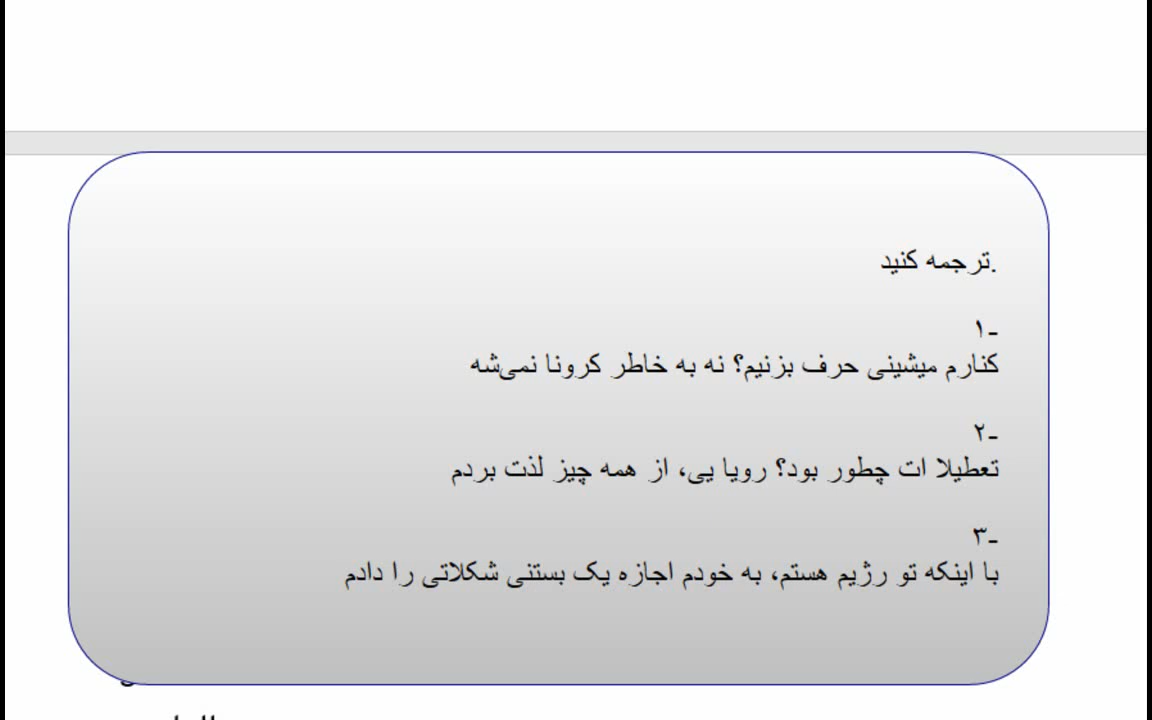 ترجمه کنید.
۱-
کنارم میشینی حرف بزنیم؟ نه به خاطر کرونا نمی‌شه
۲-
تعطیلا ات چطور بود؟ رویا یی، از همه چیز لذت بردم
۳-
با اینکه تو رژیم هستم، به خودم اجازه یک بستنی شکلاتی را دادم